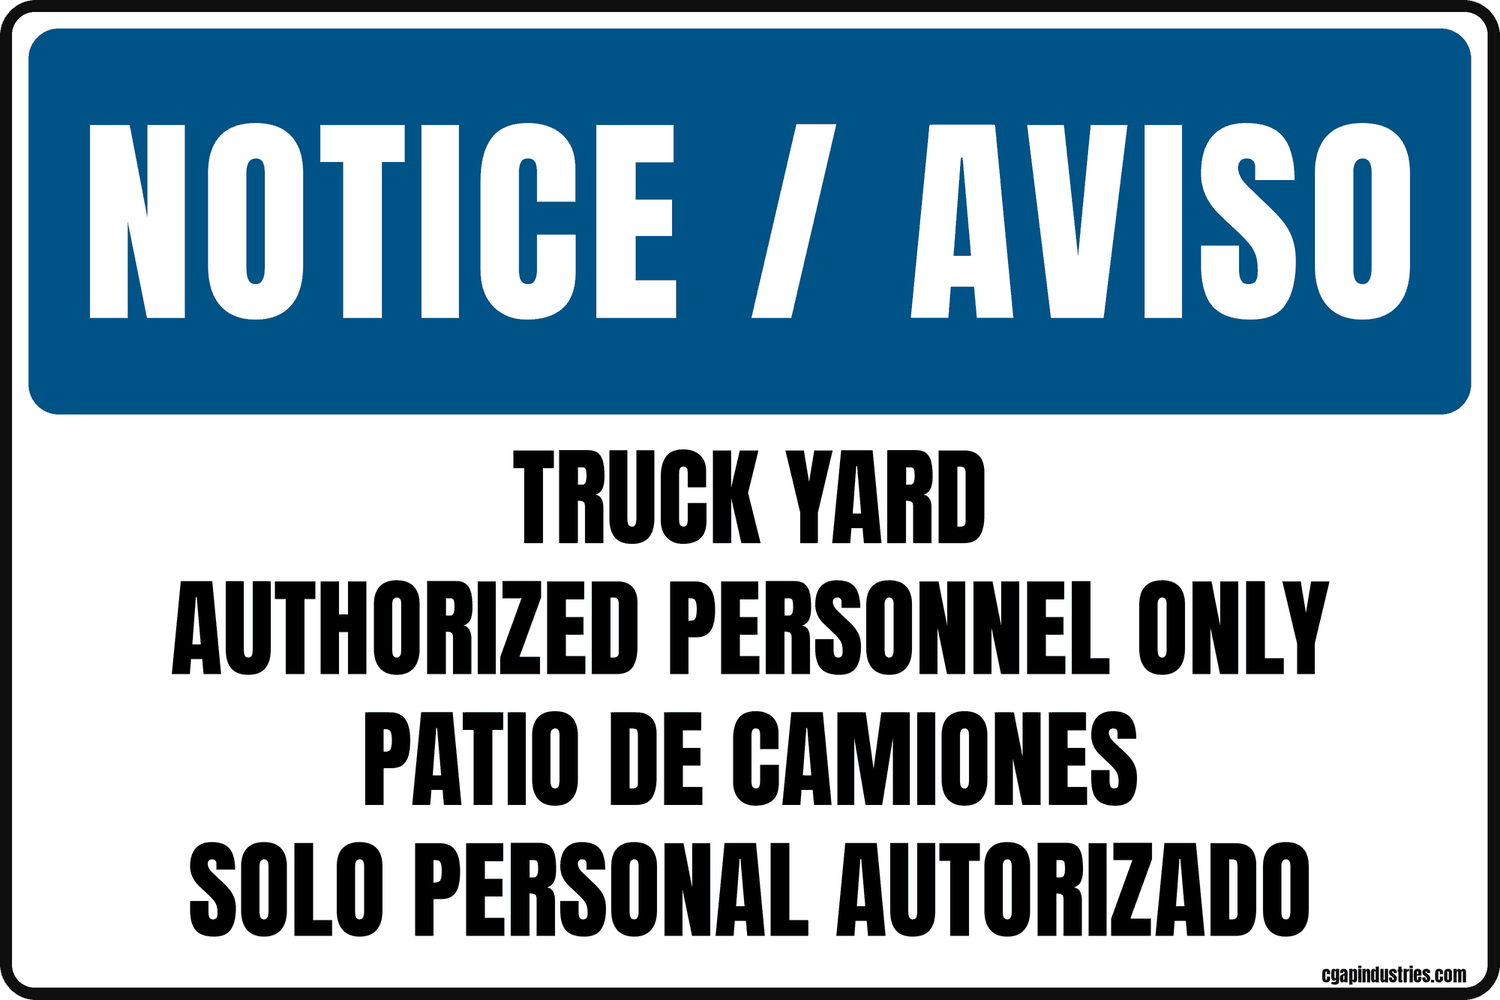 NOTICE / AVISO
TRUCK YARD
AUTHORIZED PERSONNEL ONLY
PATIO DE CAMIONES
SOLO PERSONAL AUTORIZADO
cgapindustries.com